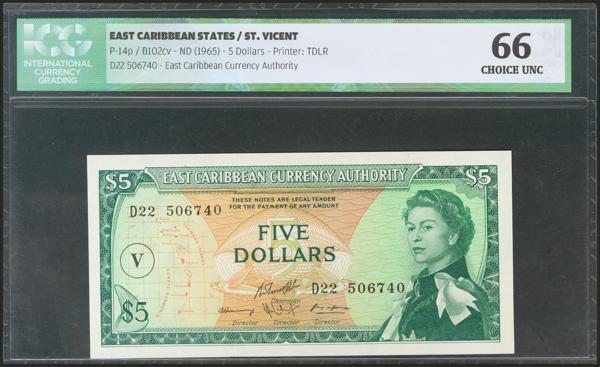 ICG
INTERNATIONAL
CURRENCY
GRADING
EAST CARIBBEAN STATES / ST. VICENT
P-14p / B102cv - ND (1965) - 5 Dollars - Printer: TDLR
D22 506740 - East Caribbean Currency Authority
66
CHOICE UNC
$5 EAST CARIBBEAN CURRENCY AUTHORITY $5
THESE NOTES ARE LEGAL TENDER
FOR THE PAYMENT OF ANY AMOUNT
D22 506740
5
FIVE
DOLLARS
V
D22 506740
Chairman
$5
Director Director Director